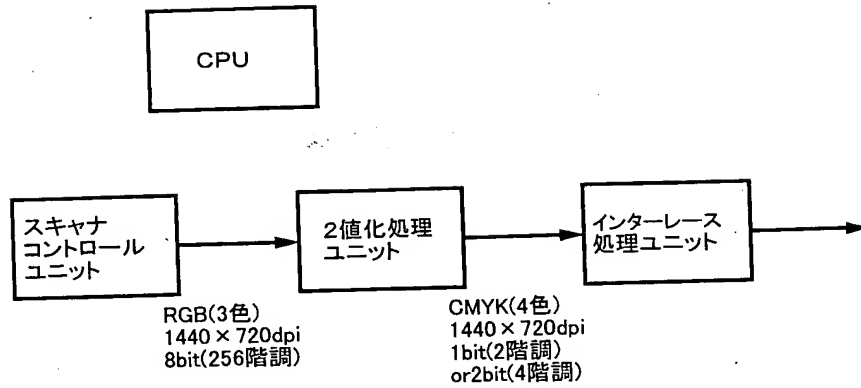 CPU
スキャナ
コントロール
ユニット
2値化処理
ユニット
インターレース
処理ユニット
RGB(3色)
1440×720dpi
8bit(256階調)
CMYK(4色)
1440×720dpi
1bit(2階調)
or2bit(4階調)